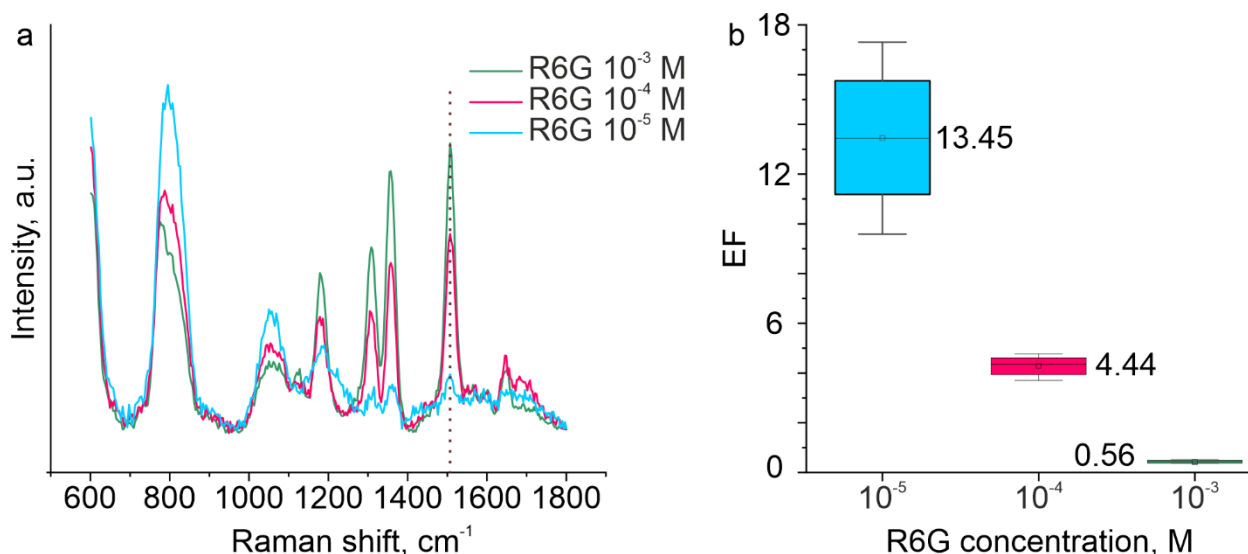 a
R6G 10⁻³ M
R6G 10⁻⁴ M
R6G 10⁻⁵ M
Intensity, a.u.
600 800 1000 1200 1400 1600 1800
Raman shift, cm⁻¹
b
18
12
6
0
EF
13.45
4.44
0.56
10⁻⁵ 10⁻⁴ 10⁻³
R6G concentration, M